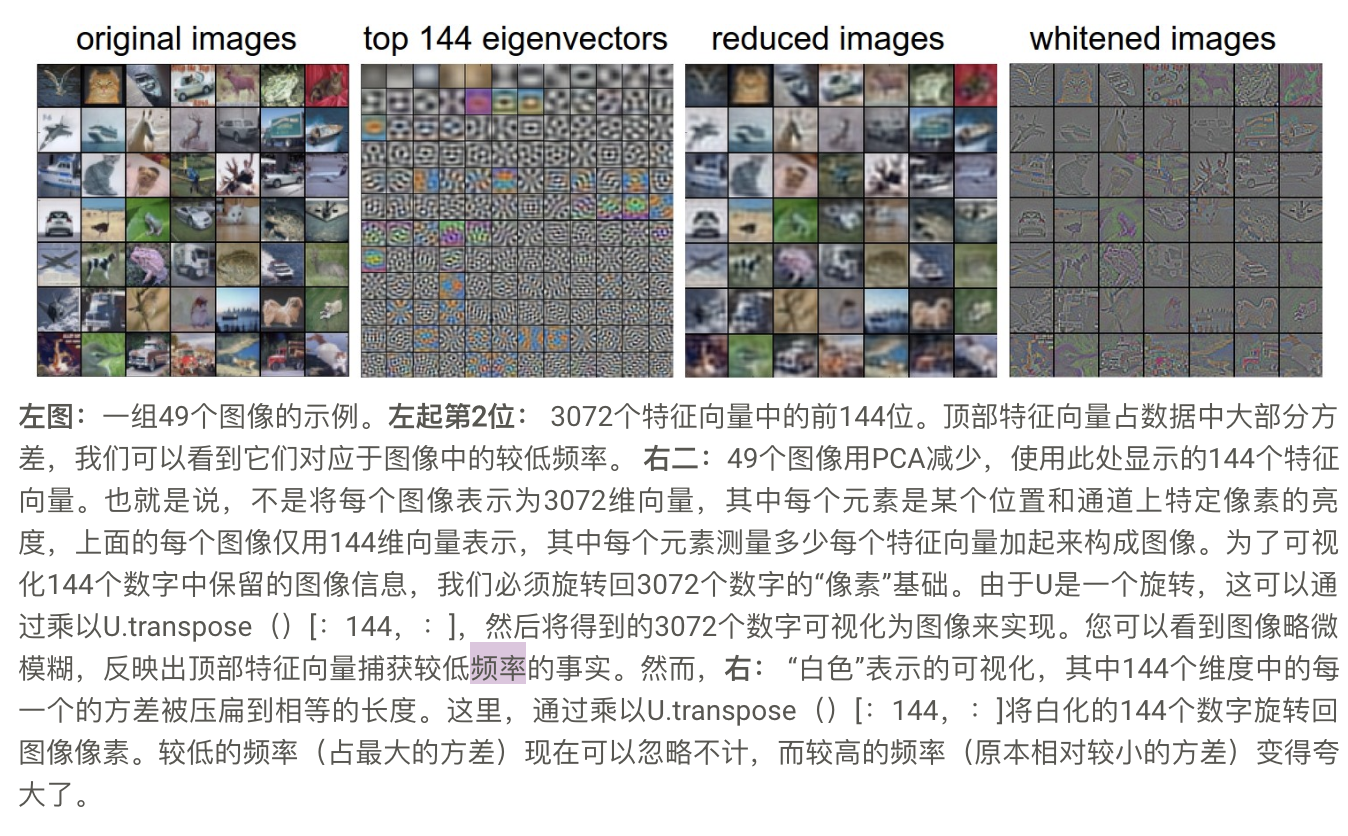 original images top 144 eigenvectors reduced images whitened images
左图：一组49个图像的示例。左起第2位： 3072个特征向量中的前144位。顶部特征向量占数据中大部分方
差，我们可以看到它们对应于图像中的较低频率。 右二：49个图像用PCA减少，使用此处显示的144个特征
向量。也就是说，不是将每个图像表示为3072维向量，其中每个元素是某个位置和通道上特定像素的亮
度，上面的每个图像仅用144维向量表示，其中每个元素测量多少每个特征向量加起来构成图像。为了可视
化144个数字中保留的图像信息，我们必须旋转回3072个数字的“像素”基础。由于U是一个旋转，这可以通
过乘以U.transpose（）[：144，：]，然后将得到的3072个数字可视化为图像来实现。您可以看到图像略微
模糊，反映出顶部特征向量捕获较低频率的事实。然而，右： “白色”表示的可视化，其中144个维度中的每
一个的方差被压扁到相等的长度。这里，通过乘以U.transpose（）[：144，：]将白化的144个数字旋转回
图像像素。较低的频率（占最大的方差）现在可以忽略不计，而较高的频率（原本相对较小的方差）变得夸
大了。